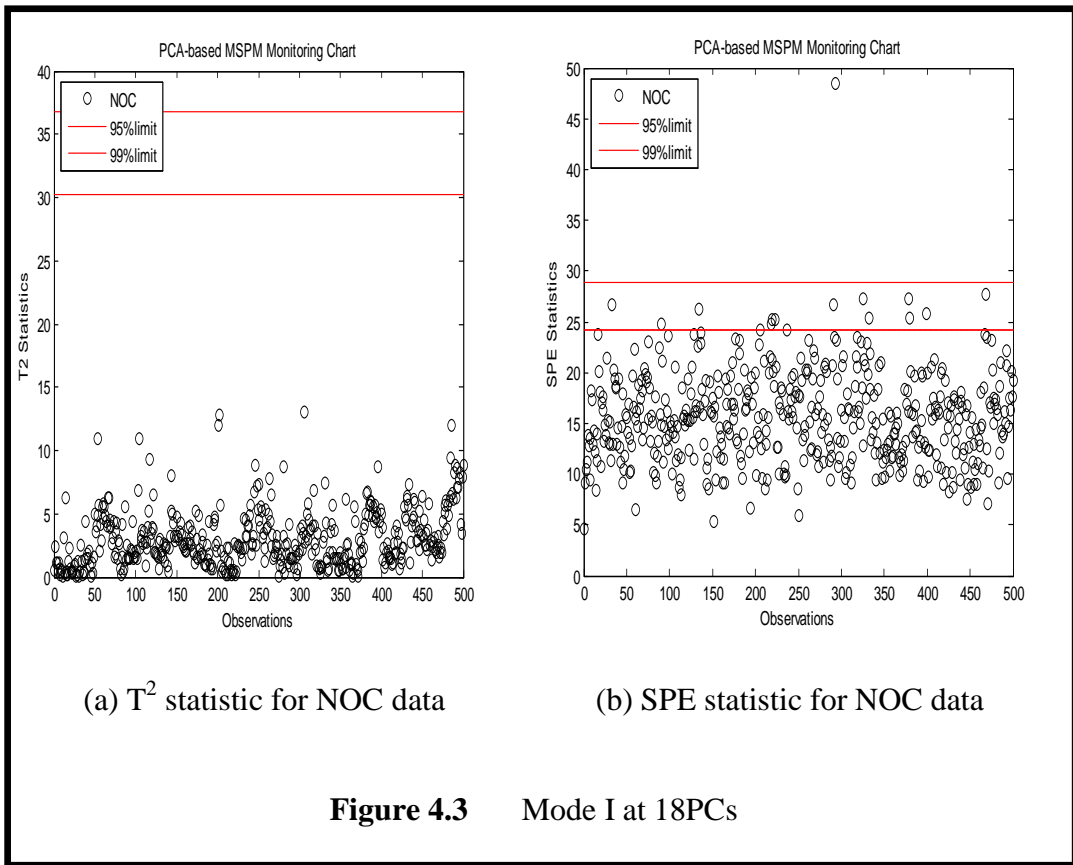 PCA-based MSPM Monitoring Chart
40
35
30
25
20
15
10
5
0
T2 Statistics
NOC
95%limit
99%limit
0 50 100 150 200 250 300 350 400 450 500
Observations
(a) T² statistic for NOC data
PCA-based MSPM Monitoring Chart
50
45
40
35
30
25
20
15
10
5
0
SPE Statistics
NOC
95%limit
99%limit
0 50 100 150 200 250 300 350 400 450 500
Observations
(b) SPE statistic for NOC data
Figure 4.3 Mode I at 18PCs